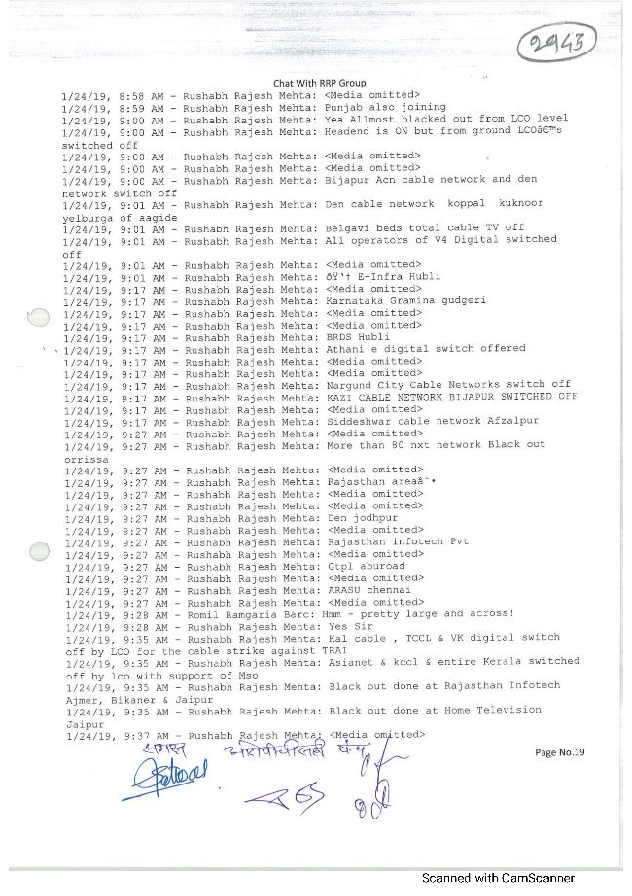 2943
Chat With RRP Group
1/24/19, 8:58 AM - Rushabh Rajesh Mehta: <Media omitted>
1/24/19, 8:59 AM - Rushabh Rajesh Mehta: Punjab also joining
1/24/19, 9:00 AM - Rushabh Rajesh Mehta: Yea Allmost blacked out from LCO level
1/24/19, 9:00 AM - Rushabh Rajesh Mehta: Headend is ON but from ground LCOâ€™s
switched off
1/24/19, 9:00 AM - Rushabh Rajesh Mehta: <Media omitted>
1/24/19, 9:00 AM - Rushabh Rajesh Mehta: <Media omitted>
1/24/19, 9:00 AM - Rushabh Rajesh Mehta: Bijapur Acn cable network and den
network switch off
1/24/19, 9:01 AM - Rushabh Rajesh Mehta: Den cable network koppal kuknoor
yelburga of aagide
1/24/19, 9:01 AM - Rushabh Rajesh Mehta: Belgavi beds total cable TV off
1/24/19, 9:01 AM - Rushabh Rajesh Mehta: All operators of V4 Digital switched
off
1/24/19, 9:01 AM - Rushabh Rajesh Mehta: <Media omitted>
1/24/19, 9:01 AM - Rushabh Rajesh Mehta: ðŸ'† E-Infra Hubli
1/24/19, 9:17 AM - Rushabh Rajesh Mehta: <Media omitted>
1/24/19, 9:17 AM - Rushabh Rajesh Mehta: Karnataka Gramina gudgeri
1/24/19, 9:17 AM - Rushabh Rajesh Mehta: <Media omitted>
1/24/19, 9:17 AM - Rushabh Rajesh Mehta: <Media omitted>
1/24/19, 9:17 AM - Rushabh Rajesh Mehta: BRDS Hubli
1/24/19, 9:17 AM - Rushabh Rajesh Mehta: Athani e digital switch offered
1/24/19, 9:17 AM - Rushabh Rajesh Mehta: <Media omitted>
1/24/19, 9:17 AM - Rushabh Rajesh Mehta: <Media omitted>
1/24/19, 9:17 AM - Rushabh Rajesh Mehta: Nargund City Cable Networks switch off
1/24/19, 9:17 AM - Rushabh Rajesh Mehta: KAZI CABLE NETWORK BIJAPUR SWITCHED OFF
1/24/19, 9:17 AM - Rushabh Rajesh Mehta: <Media omitted>
1/24/19, 9:17 AM - Rushabh Rajesh Mehta: Siddeshwar cable network Afzalpur
1/24/19, 9:27 AM - Rushabh Rajesh Mehta: <Media omitted>
1/24/19, 9:27 AM - Rushabh Rajesh Mehta: More than 80 nxt network Black out
orrissa
1/24/19, 9:27 AM - Rushabh Rajesh Mehta: <Media omitted>
1/24/19, 9:27 AM - Rushabh Rajesh Mehta: Rajasthan areaâ˜•
1/24/19, 9:27 AM - Rushabh Rajesh Mehta: <Media omitted>
1/24/19, 9:27 AM - Rushabh Rajesh Mehta: <Media omitted>
1/24/19, 9:27 AM - Rushabh Rajesh Mehta: Den jodhpur
1/24/19, 9:27 AM - Rushabh Rajesh Mehta: <Media omitted>
1/24/19, 9:27 AM - Rushabh Rajesh Mehta: Rajasthan infotech Pvt
1/24/19, 9:27 AM - Rushabh Rajesh Mehta: <Media omitted>
1/24/19, 9:27 AM - Rushabh Rajesh Mehta: Gtpl aburoad
1/24/19, 9:27 AM - Rushabh Rajesh Mehta: <Media omitted>
1/24/19, 9:27 AM - Rushabh Rajesh Mehta: ARASU chennai
1/24/19, 9:27 AM - Rushabh Rajesh Mehta: <Media omitted>
1/24/19, 9:28 AM - Romil Ramgaria Barc: Hmm - pretty large and across!
1/24/19, 9:28 AM - Rushabh Rajesh Mehta: Yes Sir
1/24/19, 9:35 AM - Rushabh Rajesh Mehta: Kal cable , TCCL & VK digital switch
off by LCO for the cable strike against TRAI
1/24/19, 9:35 AM - Rushabh Rajesh Mehta: Asianet & kccl & entire Kerala switched
off by lco with support of Mso
1/24/19, 9:35 AM - Rushabh Rajesh Mehta: Black out done at Rajasthan Infotech
Ajmer, Bikaner & Jaipur
1/24/19, 9:35 AM - Rushabh Rajesh Mehta: Black out done at Home Television
Jaipur
1/24/19, 9:37 AM - Rushabh Rajesh Mehta: <Media omitted>
Page No.19
Scanned with CamScanner